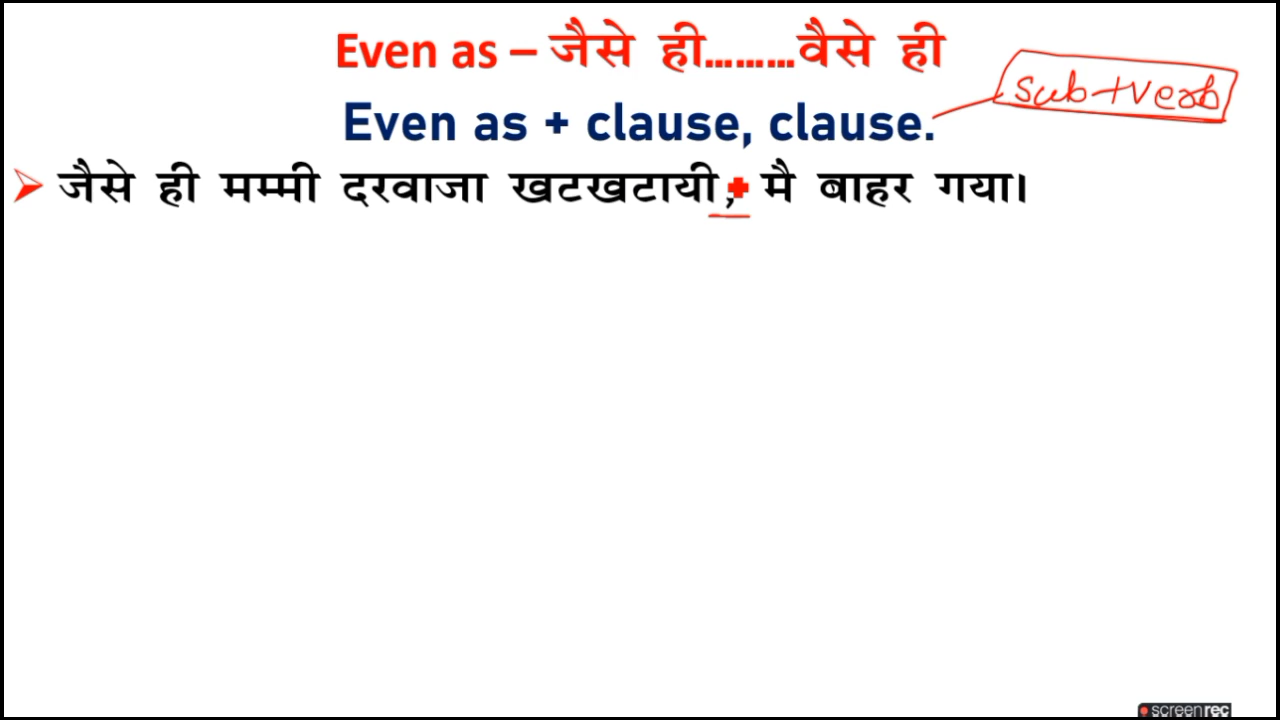 Even as – जैसे ही.........वैसे ही
sub+verb
Even as + clause, clause.
जैसे ही मम्मी दरवाजा खटखटायी, मै बाहर गया।
screenrec